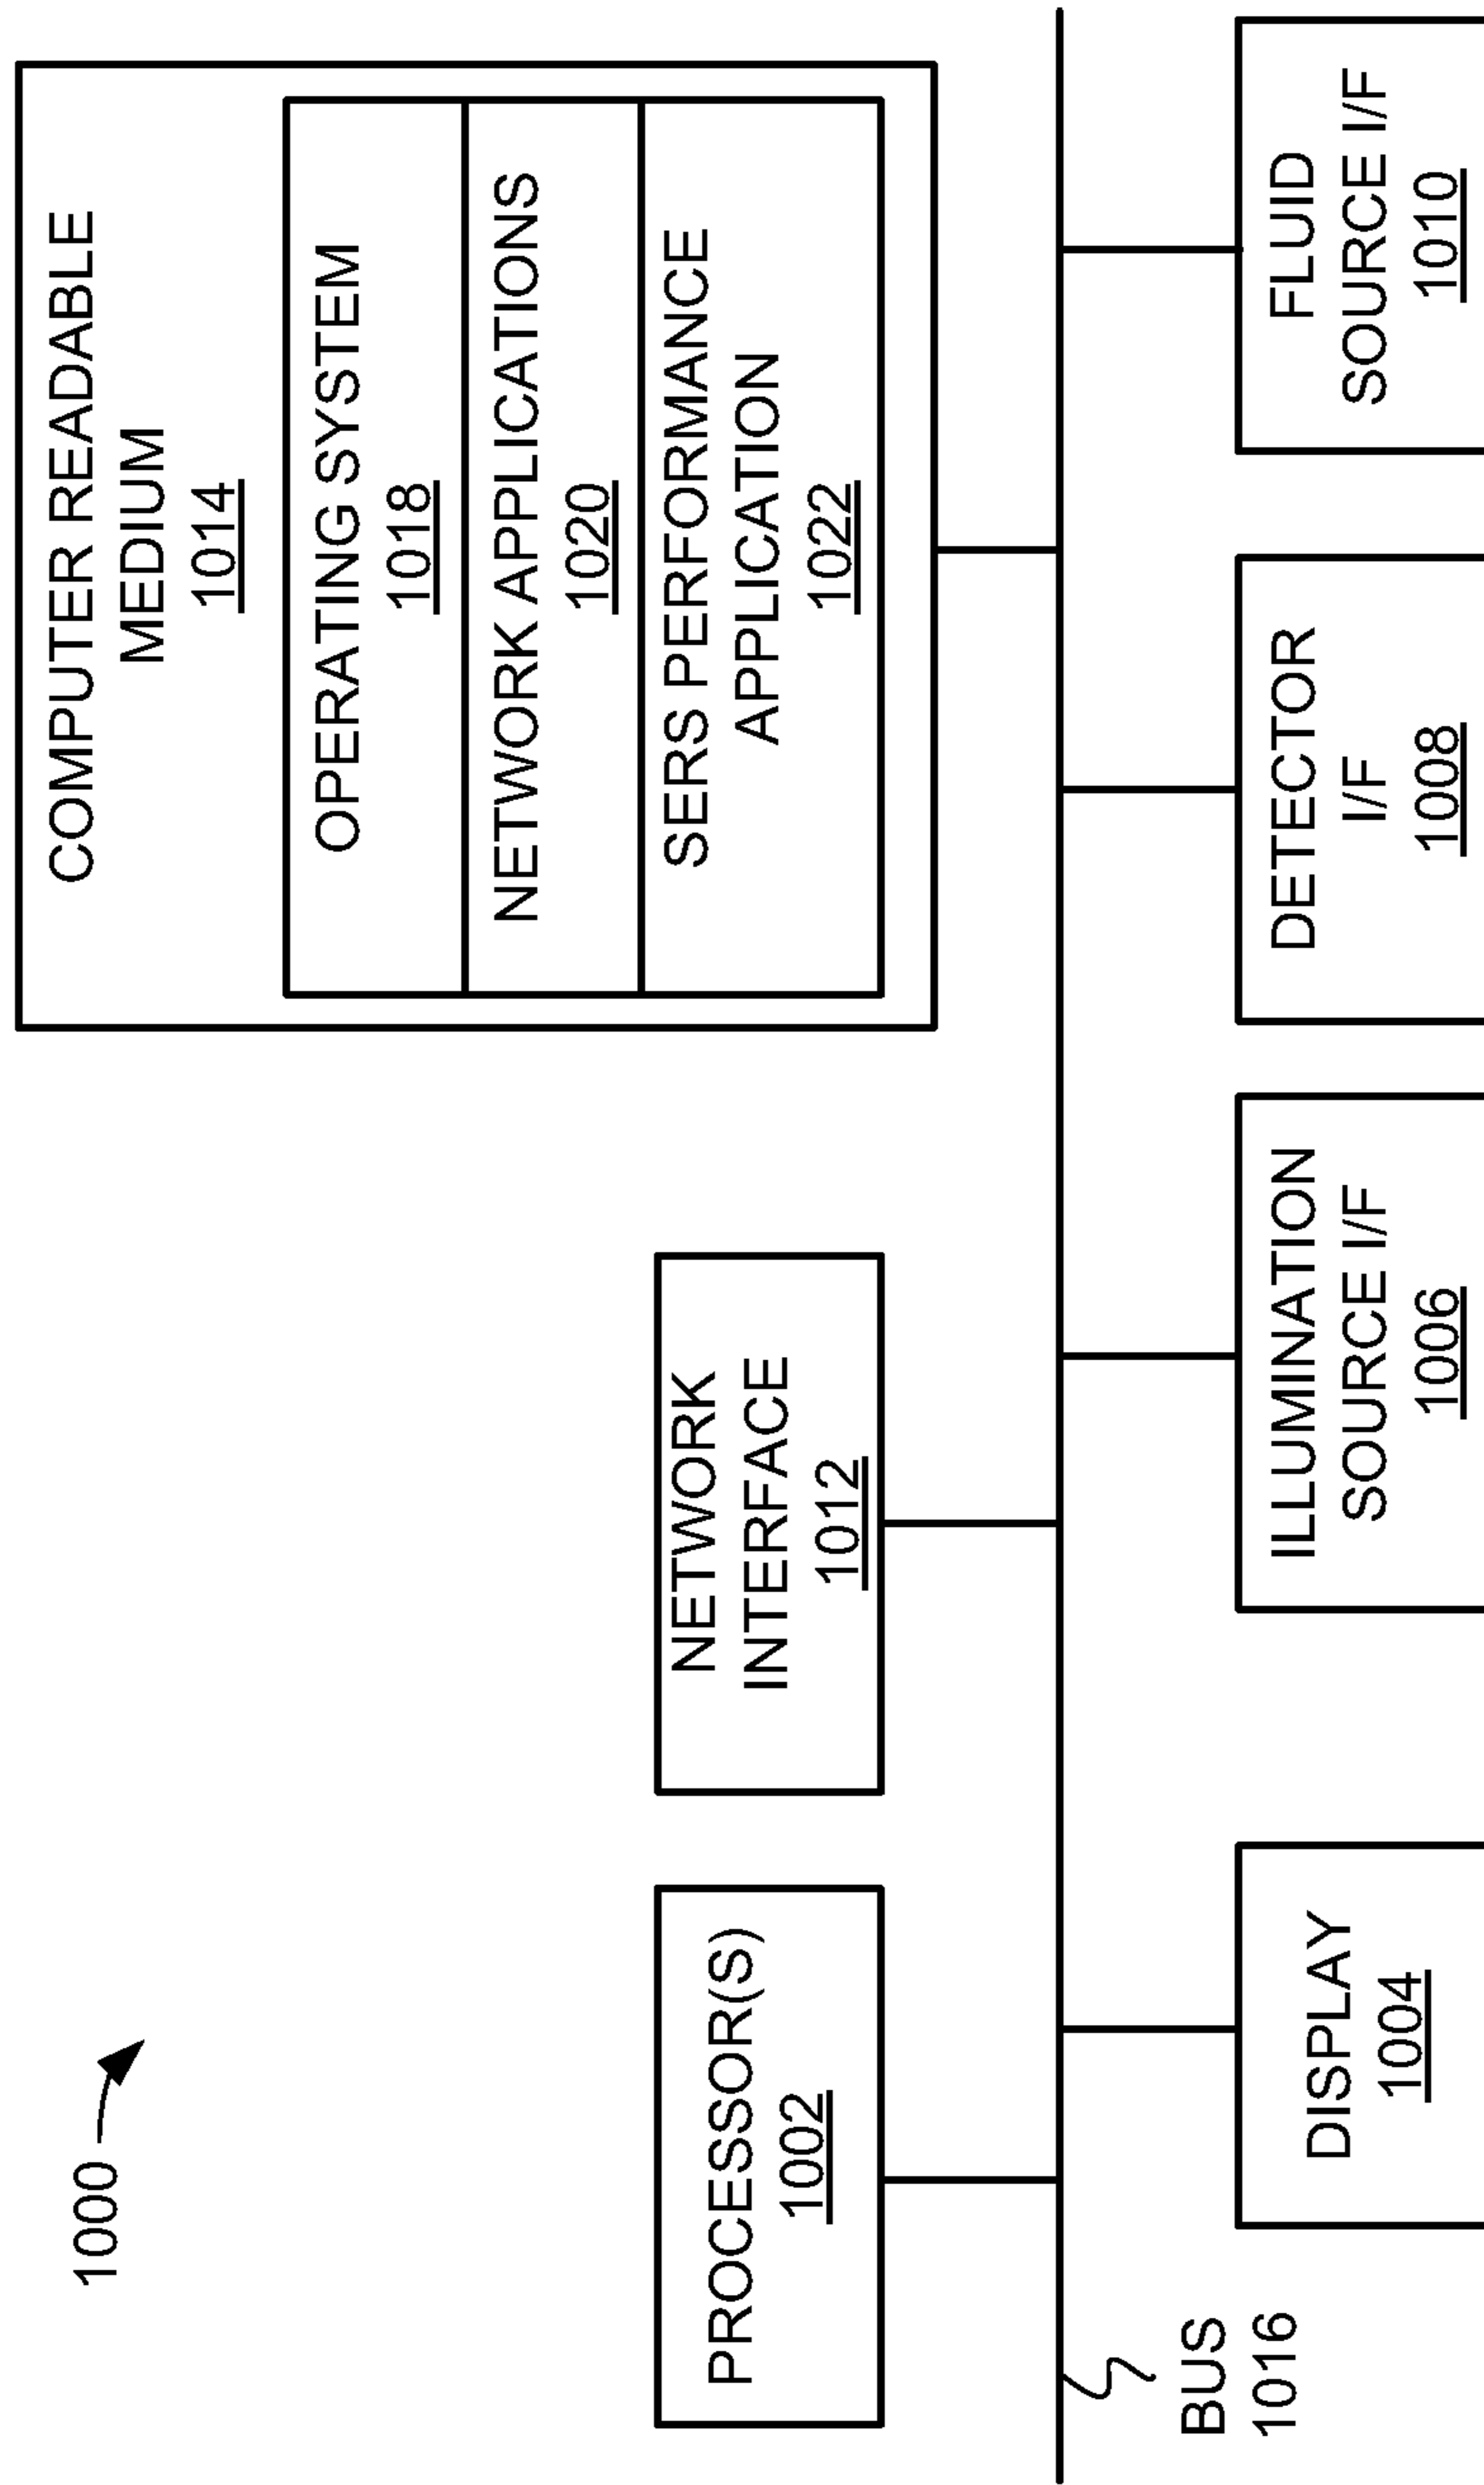 1000
PROCESSOR(S)
1002
NETWORK
INTERFACE
1012
COMPUTER READABLE
MEDIUM
1014
OPERATING SYSTEM
1018
NETWORK APPLICATIONS
1020
SERS PERFORMANCE
APPLICATION
1022
BUS
1016
DISPLAY
1004
ILLUMINATION
SOURCE I/F
1006
DETECTOR
I/F
1008
FLUID
SOURCE I/F
1010